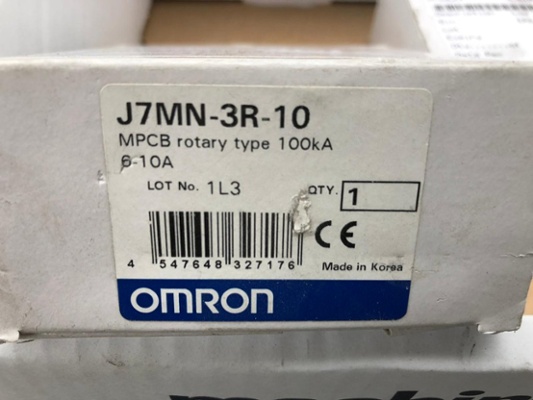 J7MN-3R-10
MPCB rotary type 100kA
6-10A
LOT No. 1L3
QTY. 1
CE
4 547648 327176
Made in Korea
OMRON